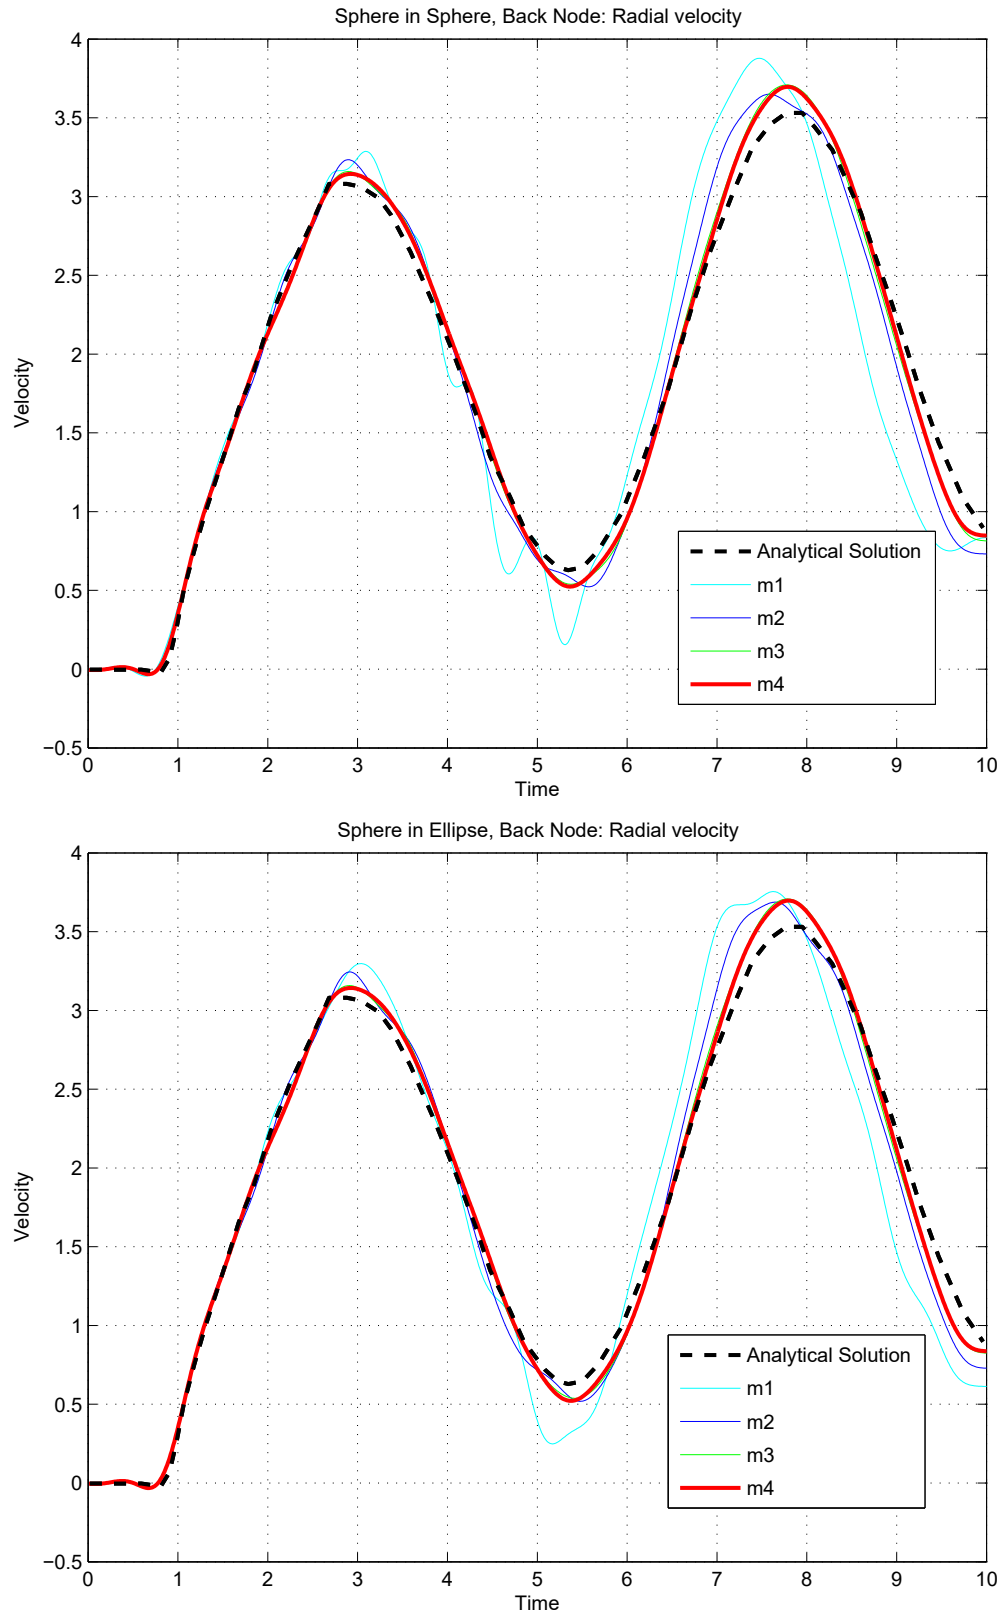 Sphere in Sphere, Back Node: Radial velocity
4
3.5
3
2.5
2
1.5
1
0.5
0
−0.5
Velocity
Analytical Solution
m1
m2
m3
m4
0 1 2 3 4 5 6 7 8 9 10
Time
Sphere in Ellipse, Back Node: Radial velocity
4
3.5
3
2.5
2
1.5
1
0.5
0
−0.5
Velocity
Analytical Solution
m1
m2
m3
m4
0 1 2 3 4 5 6 7 8 9 10
Time